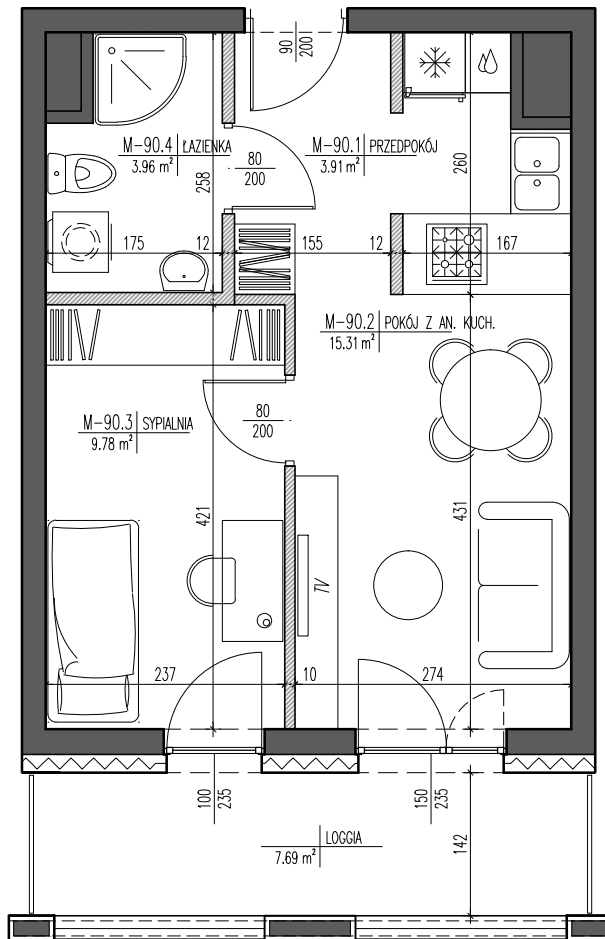 90
200
M-90.4 ŁAZIENKA
3.96 m²
M-90.1 PRZEDPOKÓJ
3.91 m²
80
200
258
260
175
12
155
12
167
M-90.2 POKÓJ Z AN. KUCH.
15.31 m²
M-90.3 SYPIALNIA
9.78 m²
80
200
421
431
TV
237
10
274
100
235
150
235
142
LOGGIA
7.69 m²